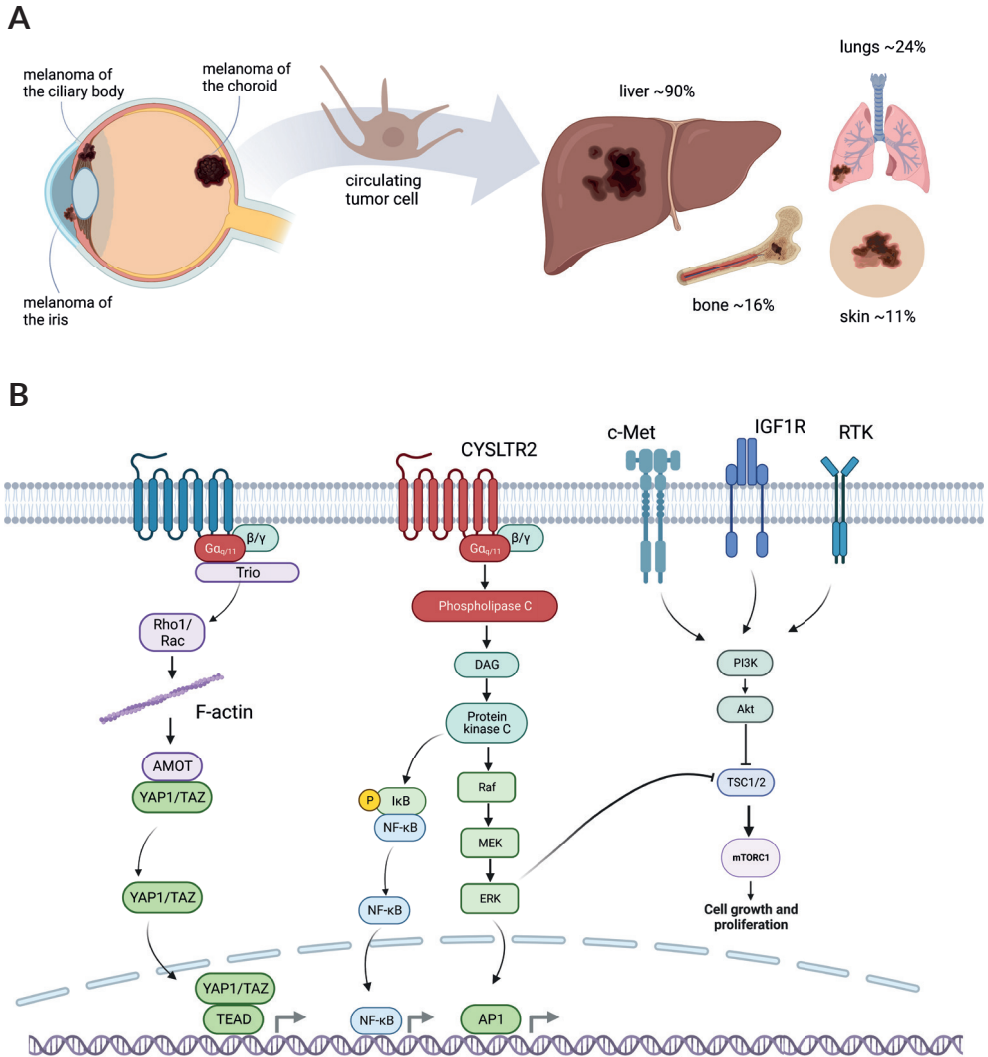 A
melanoma of
the ciliary body
melanoma of
the choroid
circulating
tumor cell
melanoma of
the iris
liver ~90%
lungs ~24%
bone ~16%
skin ~11%
B
CYSLTR2
c-Met
IGF1R
RTK
Gαq/11
β/γ
Trio
Rho1/
Rac
F-actin
AMOT
YAP1/TAZ
YAP1/TAZ
YAP1/TAZ
TEAD
Gαq/11
β/γ
Phospholipase C
DAG
Protein
kinase C
P
IκB
NF-κB
NF-κB
NF-κB
Raf
MEK
ERK
AP1
PI3K
Akt
TSC1/2
mTORC1
Cell growth and
proliferation